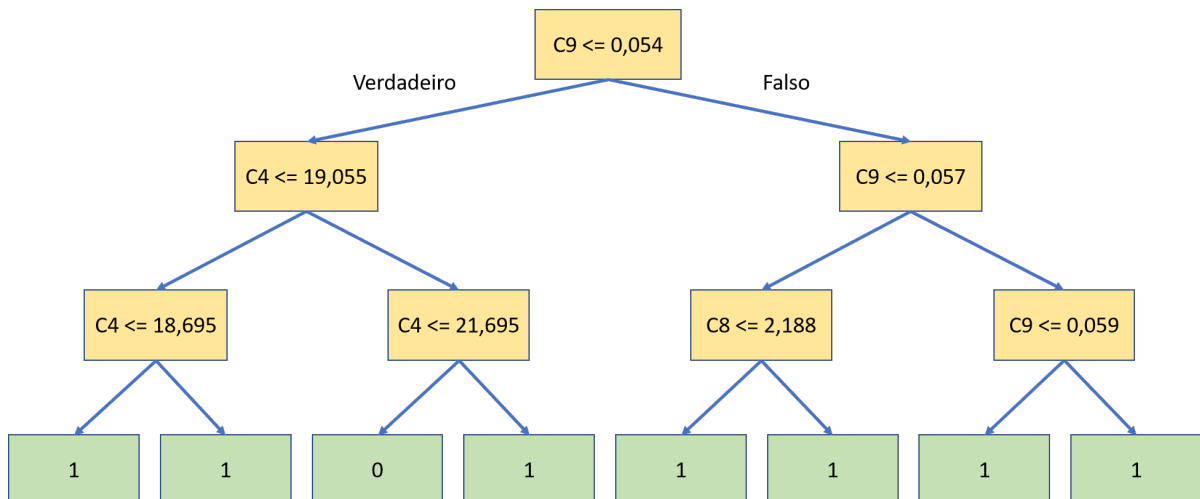 C9 <= 0,054
Verdadeiro
Falso
C4 <= 19,055
C9 <= 0,057
C4 <= 18,695
C4 <= 21,695
C8 <= 2,188
C9 <= 0,059
1
1
0
1
1
1
1
1